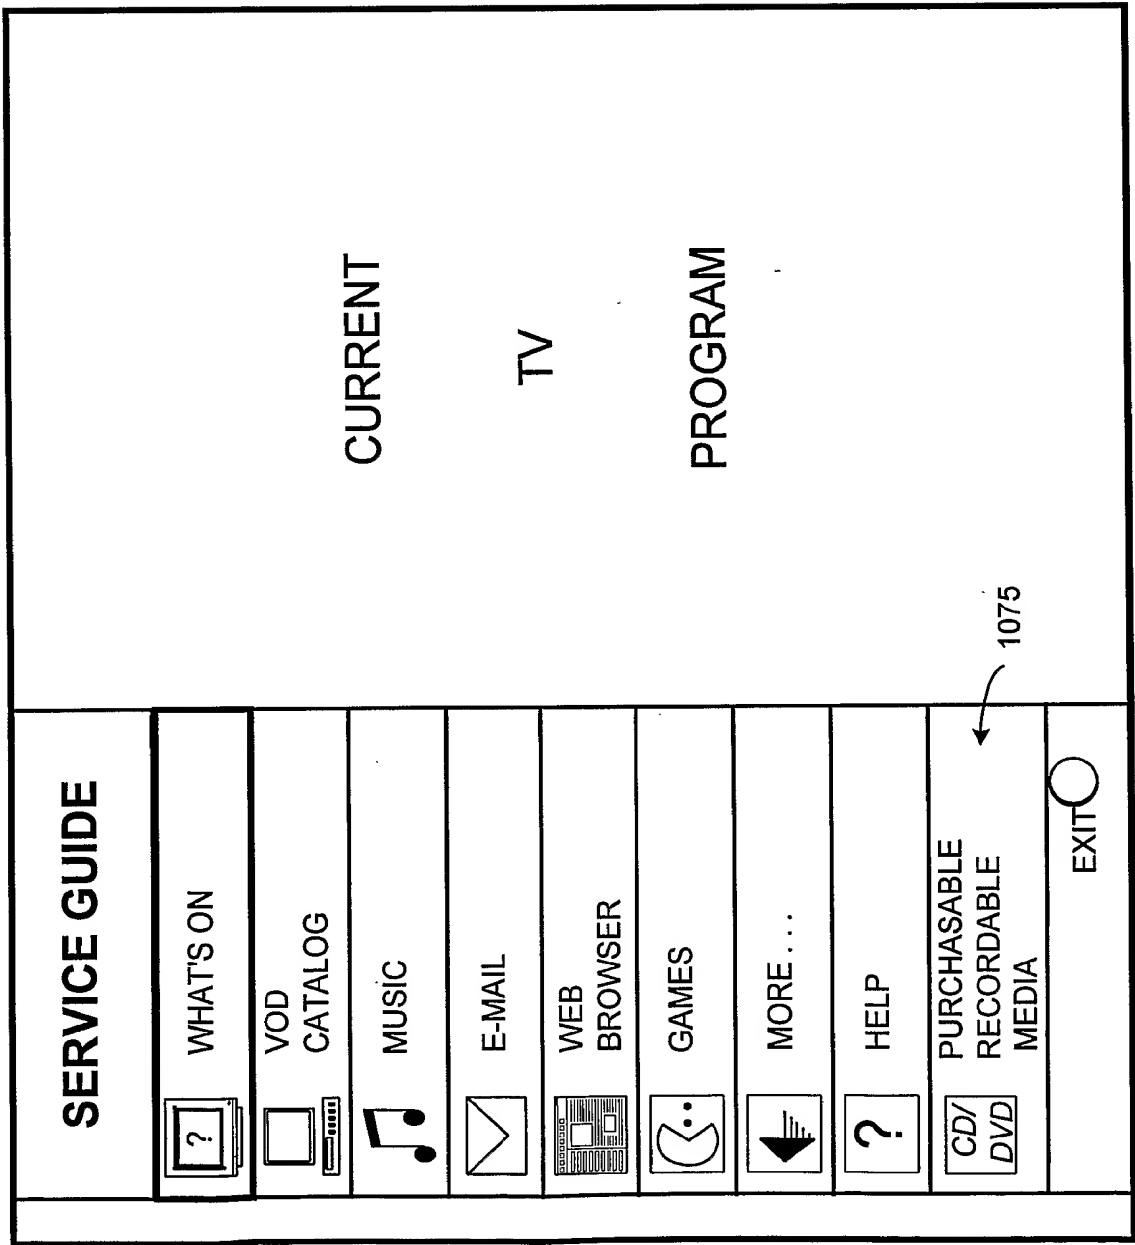 SERVICE GUIDE
?
WHAT'S ON
VOD
CATALOG
MUSIC
E-MAIL
WEB
BROWSER
GAMES
MORE....
?
HELP
CD/
DVD
PURCHASABLE
RECORDABLE
MEDIA
1075
EXIT
CURRENT
TV
PROGRAM